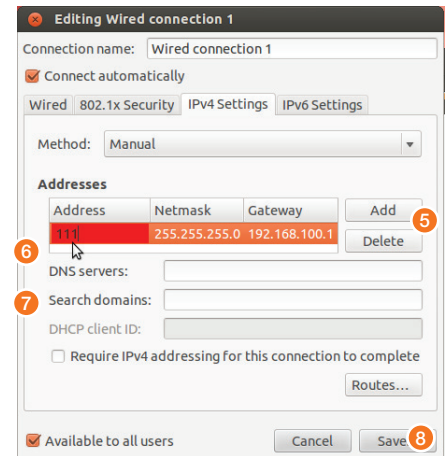 Editing Wired connection 1
Connection name: Wired connection 1
Connect automatically
Wired 802.1x Security IPv4 Settings IPv6 Settings
Method: Manual
Addresses
Address Netmask Gateway Add 5
111 255.255.255.0 192.168.100.1 Delete
6
DNS servers:
7 Search domains:
DHCP client ID:
Require IPv4 addressing for this connection to complete
Routes...
Available to all users Cancel Save 8